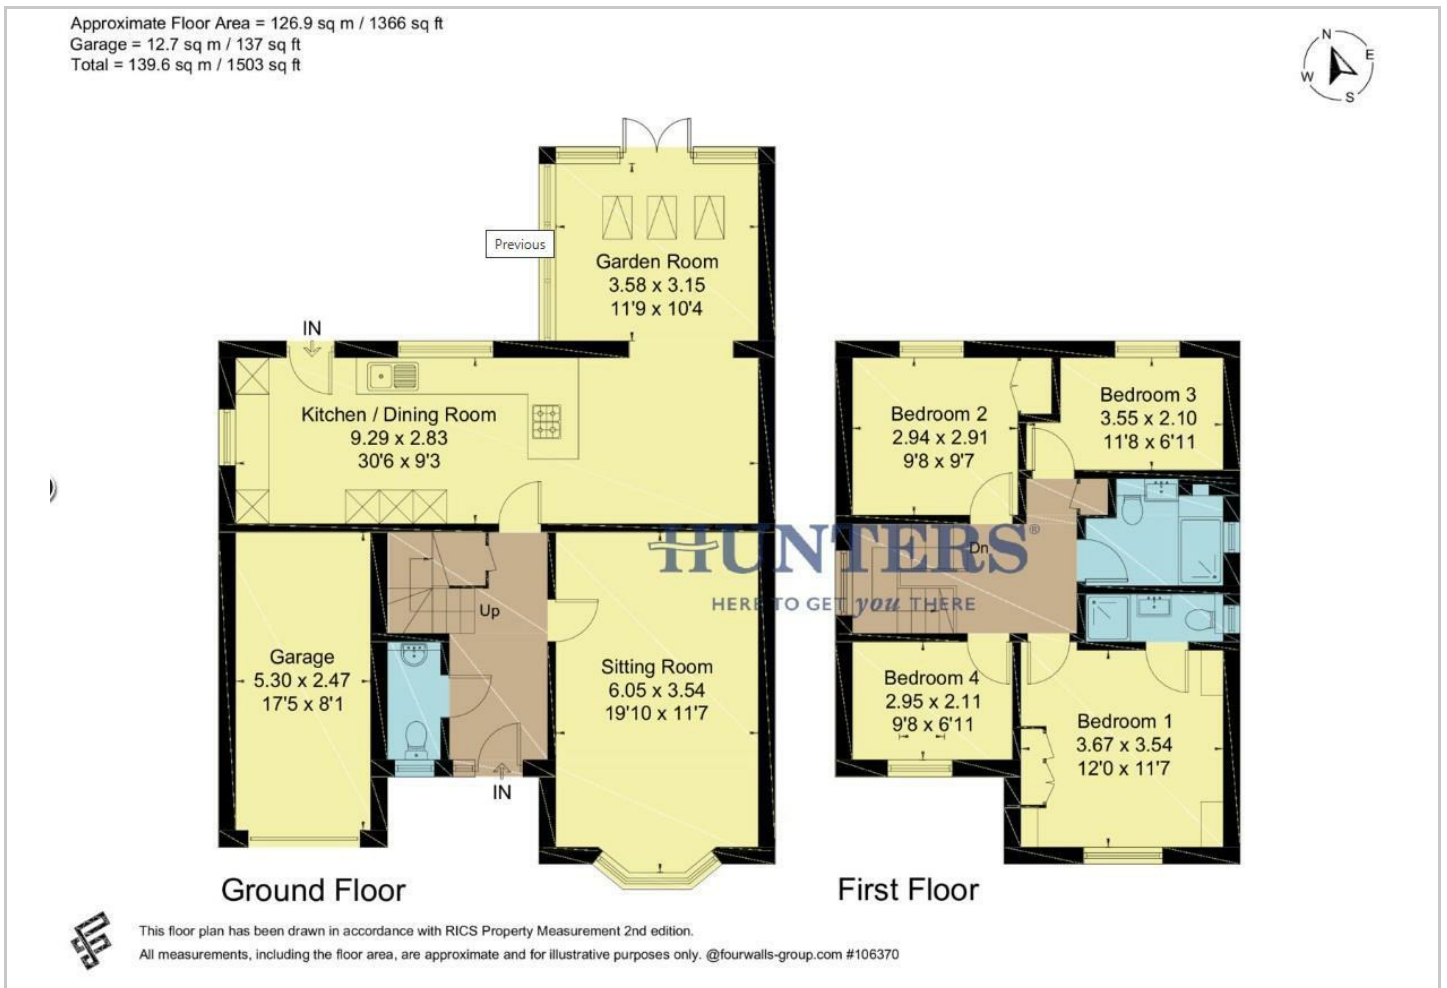 Approximate Floor Area = 126.9 sq m / 1366 sq ft
Garage = 12.7 sq m / 137 sq ft
Total = 139.6 sq m / 1503 sq ft
N
E
W
S
Previous
Garden Room
3.58 x 3.15
11'9 x 10'4
IN
Kitchen / Dining Room
9.29 x 2.83
30'6 x 9'3
Bedroom 2
2.94 x 2.91
9'8 x 9'7
Bedroom 3
3.55 x 2.10
11'8 x 6'11
HUNTERS®
HERE TO GET you THERE
Dn
Up
Garage
5.30 x 2.47
17'5 x 8'1
Sitting Room
6.05 x 3.54
19'10 x 11'7
Bedroom 4
2.95 x 2.11
9'8 x 6'11
Bedroom 1
3.67 x 3.54
12'0 x 11'7
IN
Ground Floor
First Floor
This floor plan has been drawn in accordance with RICS Property Measurement 2nd edition.
All measurements, including the floor area, are approximate and for illustrative purposes only. @fourwalls-group.com #106370